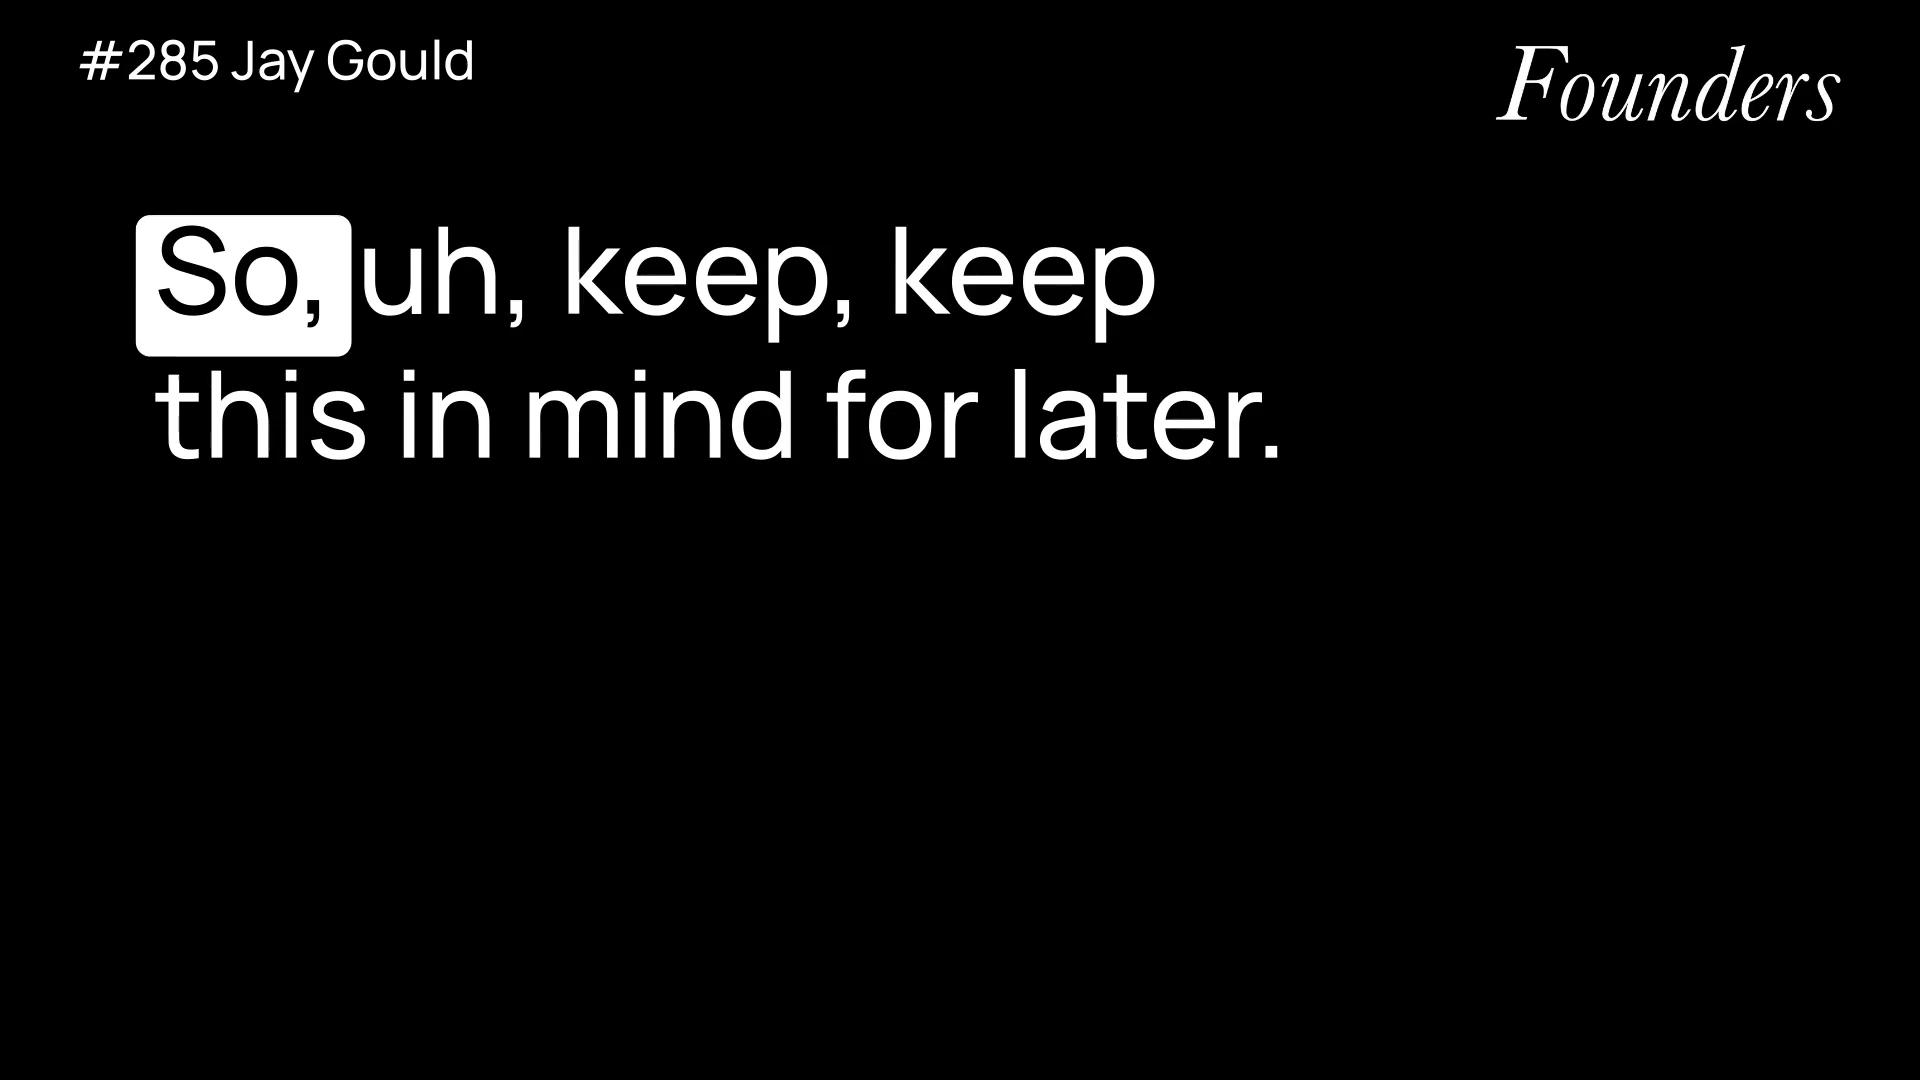 #285 Jay Gould
Founders
So, uh, keep, keep
this in mind for later.